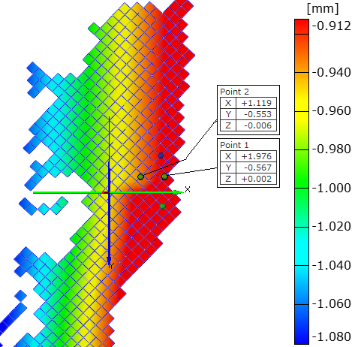 [mm]
-0.912
-0.940
-0.960
-0.980
-1.000
-1.020
-1.040
-1.060
-1.080
Point 2
X +1.119
Y -0.553
Z -0.006
Point 1
X +1.976
Y -0.567
Z +0.002
X